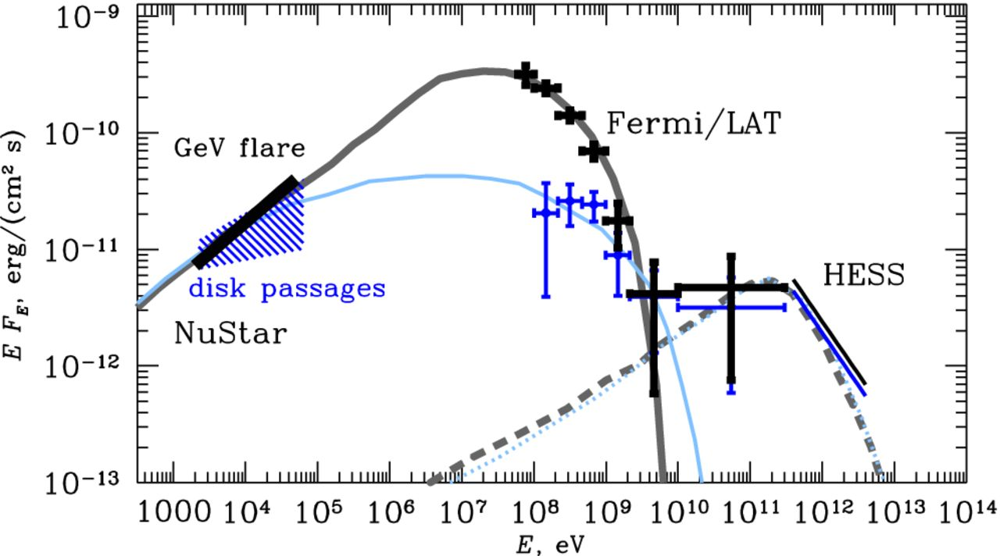 10⁻⁹
10⁻¹⁰
10⁻¹¹
10⁻¹²
10⁻¹³
E F_E, erg/(cm² s)
GeV flare
Fermi/LAT
disk passages
HESS
NuStar
1000 10⁴ 10⁵ 10⁶ 10⁷ 10⁸ 10⁹ 10¹⁰ 10¹¹ 10¹² 10¹³ 10¹⁴
E, eV